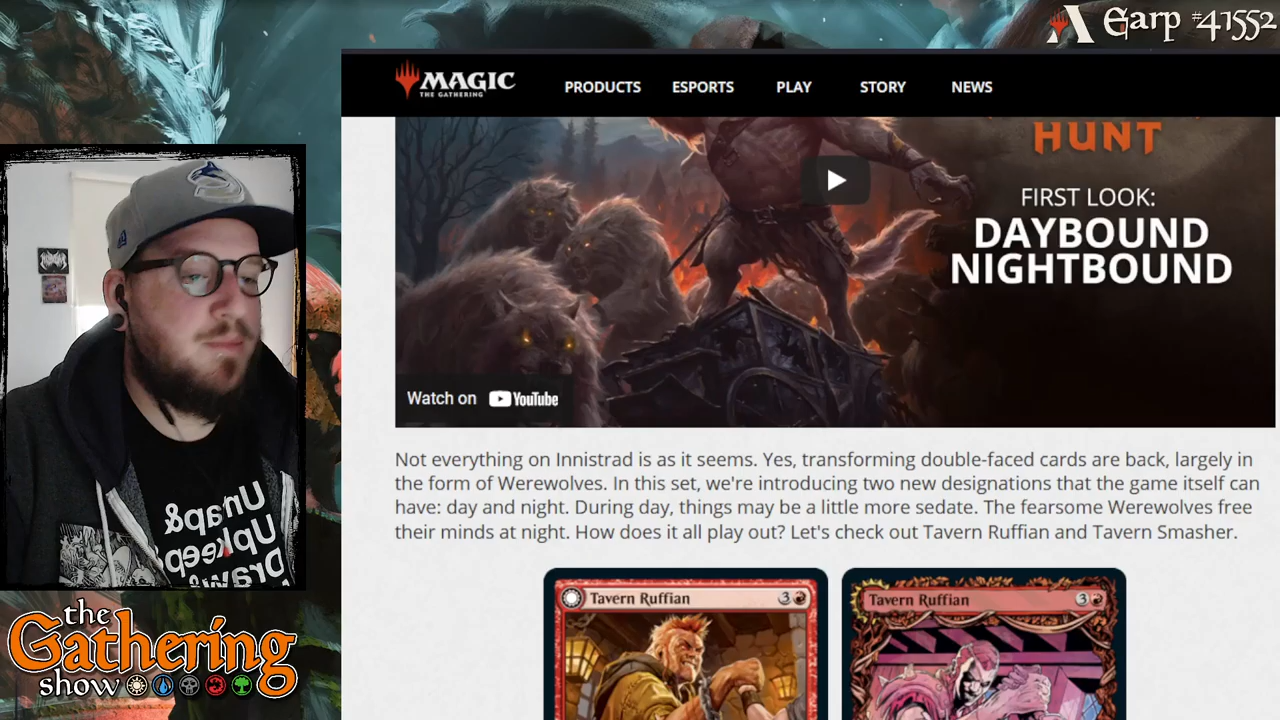 Earp #41552
MAGIC
THE GATHERING
PRODUCTS
ESPORTS
PLAY
STORY
NEWS
HUNT
FIRST LOOK:
DAYBOUND
NIGHTBOUND
Watch on YouTube
Not everything on Innistrad is as it seems. Yes, transforming double-faced cards are back, largely in
the form of Werewolves. In this set, we're introducing two new designations that the game itself can
have: day and night. During day, things may be a little more sedate. The fearsome Werewolves free
their minds at night. How does it all play out? Let's check out Tavern Ruffian and Tavern Smasher.
Tavern Ruffian 3
Tavern Ruffian 3
Untap&
Upkeep
Draw&
the
Gathering
show